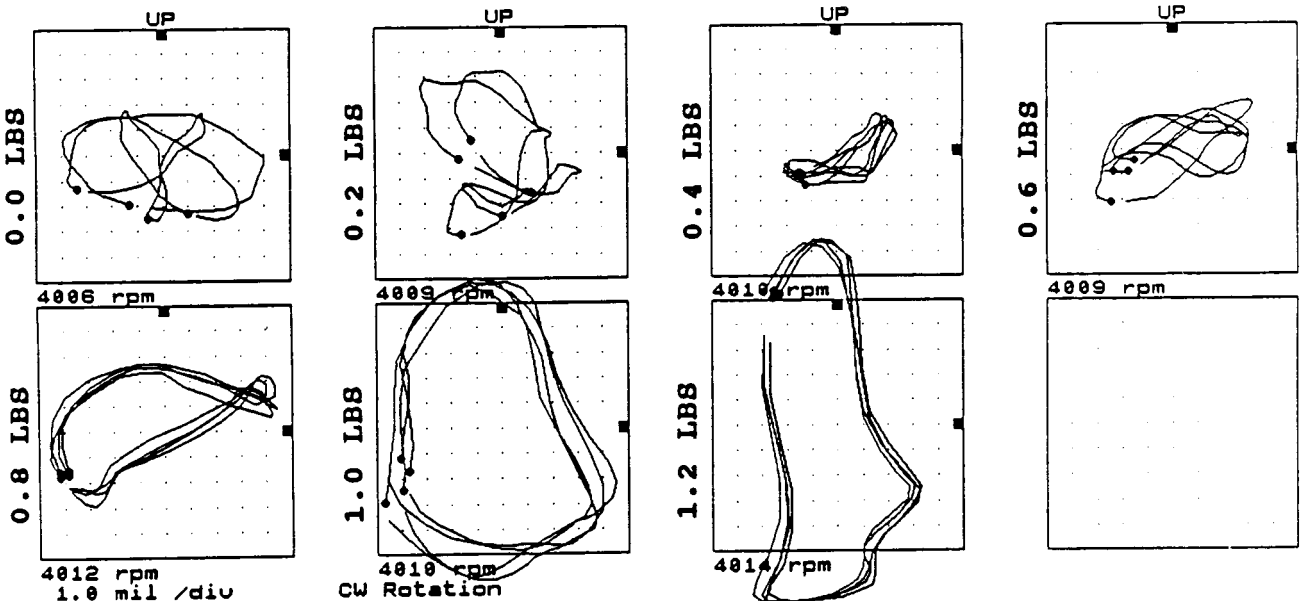 UP
UP
UP
UP
0.0 LBS
0.2 LBS
0.4 LBS
0.6 LBS
4006 rpm
4009 rpm
4010 rpm
4009 rpm
0.8 LBS
1.0 LBS
1.2 LBS
4012 rpm
4010 rpm
4014 rpm
1.0 mil /div
CW Rotation